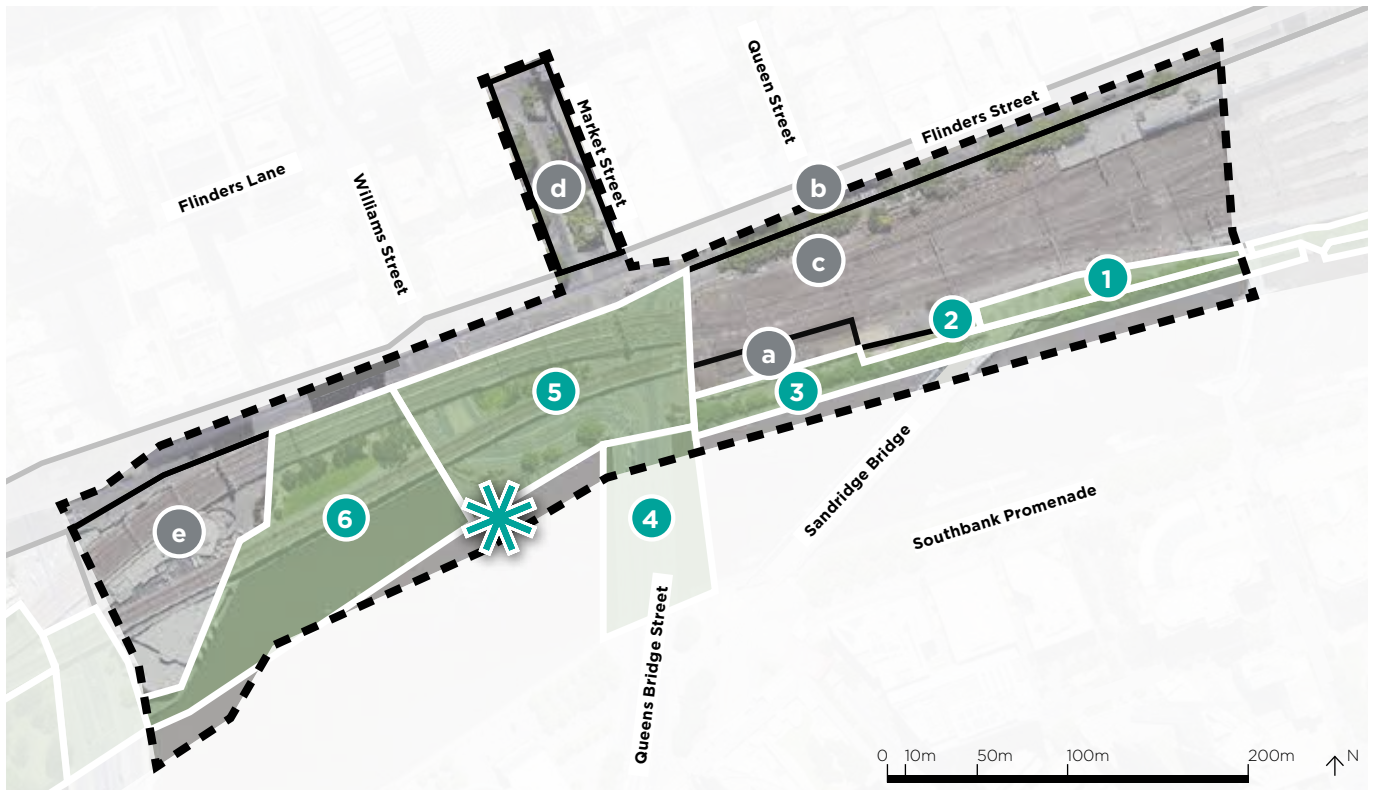 Queen Street
Flinders Street
Market Street
Flinders Lane
Williams Street
d
b
c
1
2
a
3
5
6
4
e
Sandridge Bridge
Southbank Promenade
Queens Bridge Street
0 10m 50m 100m 200m
N